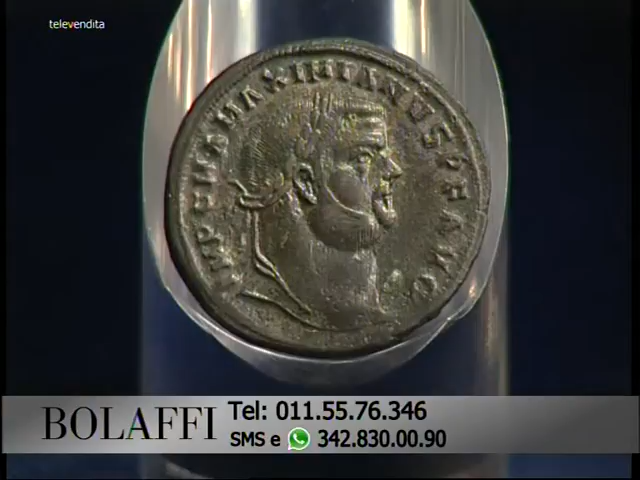 televendita
IMP C M A MAXIMIANVS P F AVG
BOLAFFI
Tel: 011.55.76.346
SMS e 342.830.00.90